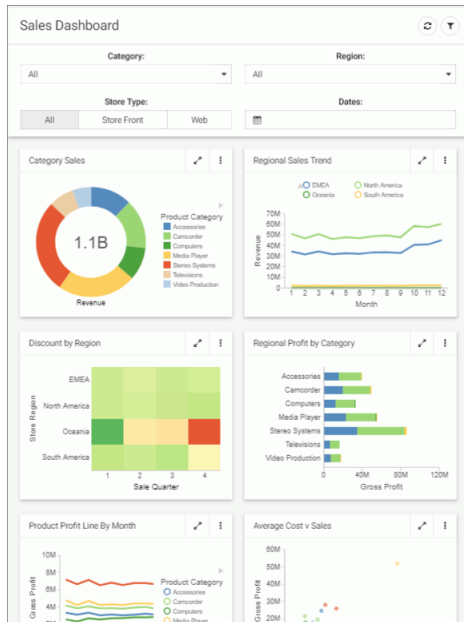 Sales Dashboard
Category:
Region:
All
All
Store Type:
Dates:
All Store Front Web
Category Sales
1.1B
Revenue
Product Category
Accessories
Camcorder
Computers
Media Player
Stereo Systems
Televisions
Video Production
Regional Sales Trend
EMEA North America
Oceania South America
Revenue
70M
60M
50M
40M
30M
20M
10M
0
1 2 3 4 5 6 7 8 9 10 11 12
Month
Discount by Region
Store Region
EMEA
North America
Oceania
South America
1 2 3 4
Sale Quarter
Regional Profit by Category
Accessories
Camcorder
Computers
Media Player
Stereo Systems
Televisions
Video Production
0 40M 80M 120M
Gross Profit
Product Profit Line By Month
Gross Profit
10M
8M
6M
4M
Product Category
Accessories
Camcorder
Computers
Media Player
Average Cost v Sales
Gross Profit
50M
40M
30M
20M